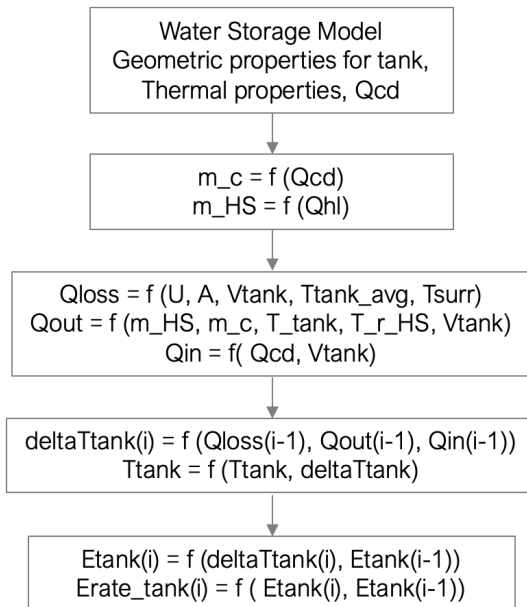 Water Storage Model
Geometric properties for tank,
Thermal properties, Qcd
m_c = f (Qcd)
m_HS = f (Qhl)
Qloss = f (U, A, Vtank, Ttank_avg, Tsurr)
Qout = f (m_HS, m_c, T_tank, T_r_HS, Vtank)
Qin = f( Qcd, Vtank)
deltaTtank(i) = f (Qloss(i-1), Qout(i-1), Qin(i-1))
Ttank = f (Ttank, deltaTtank)
Etank(i) = f (deltaTtank(i), Etank(i-1))
Erate_tank(i) = f ( Etank(i), Etank(i-1))